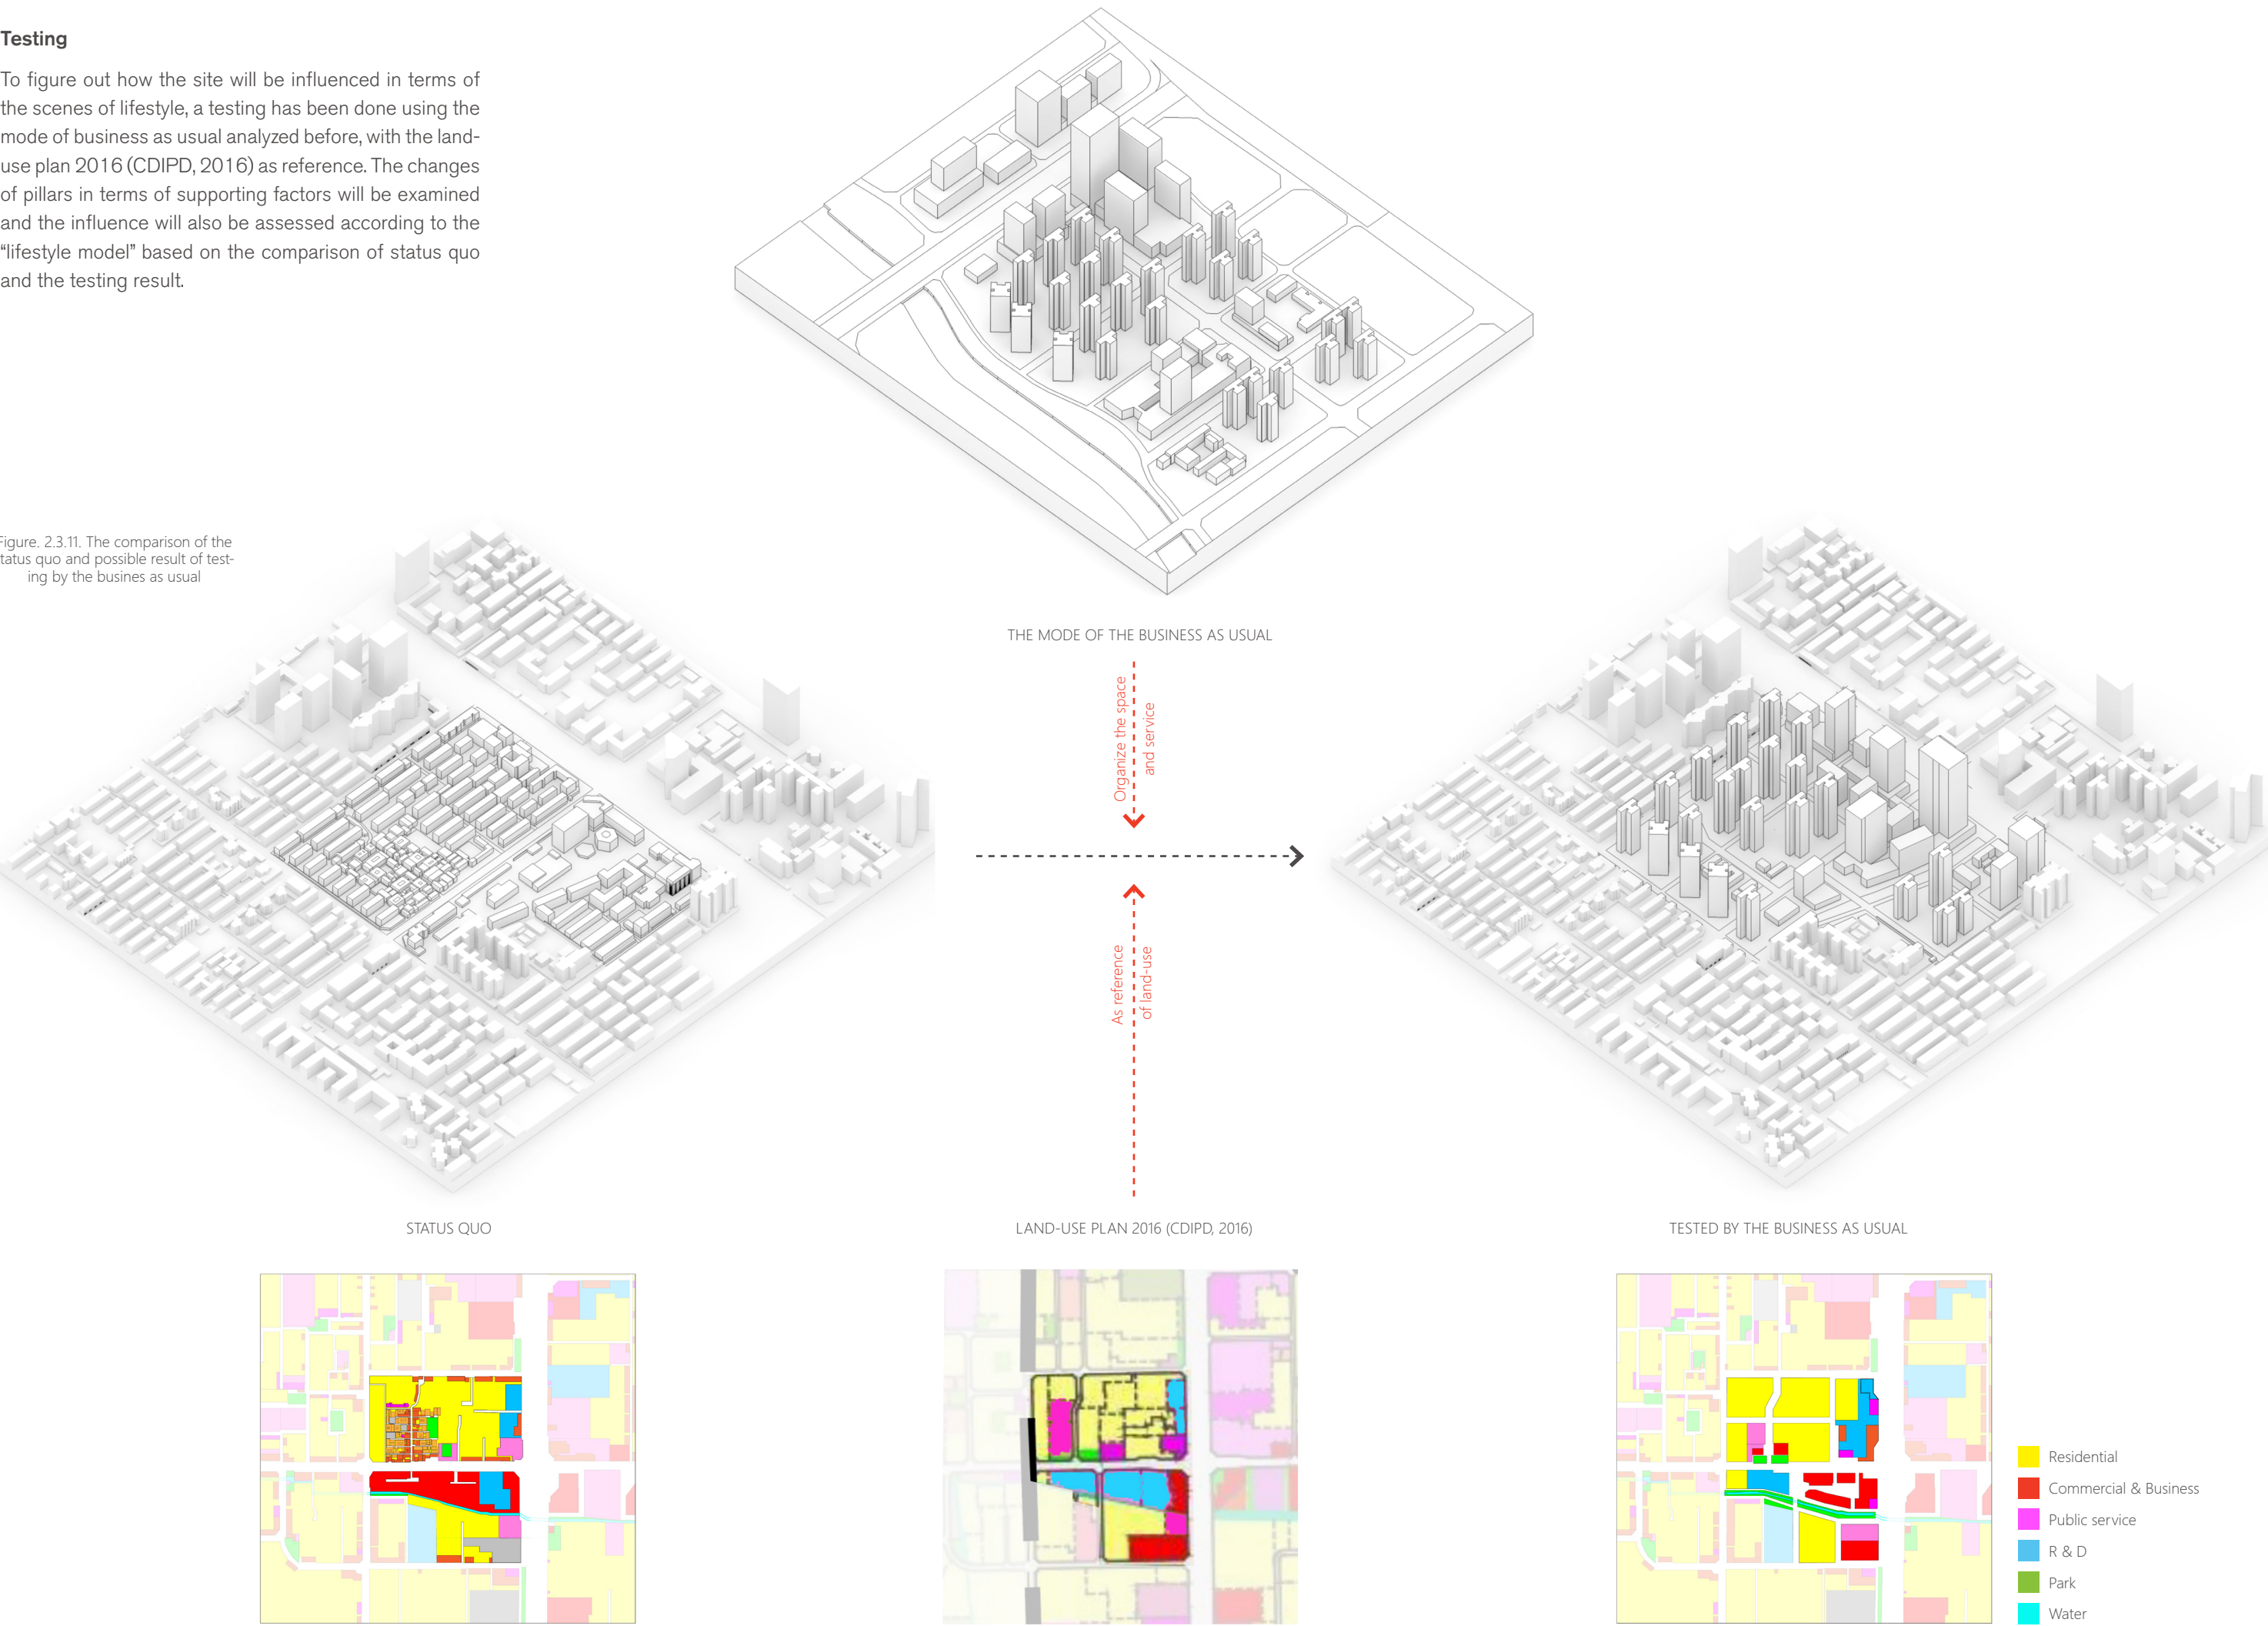 Testing
To figure out how the site will be influenced in terms of
the scenes of lifestyle, a testing has been done using the
mode of business as usual analyzed before, with the land-
use plan 2016 (CDIPD, 2016) as reference. The changes
of pillars in terms of supporting factors will be examined
and the influence will also be assessed according to the
“lifestyle model” based on the comparison of status quo
and the testing result.
Figure. 2.3.11. The comparison of the
status quo and possible result of test-
ing by the busines as usual
THE MODE OF THE BUSINESS AS USUAL
Organize the space
and service
As reference
of land-use
STATUS QUO
LAND-USE PLAN 2016 (CDIPD, 2016)
TESTED BY THE BUSINESS AS USUAL
Residential
Commercial & Business
Public service
R & D
Park
Water